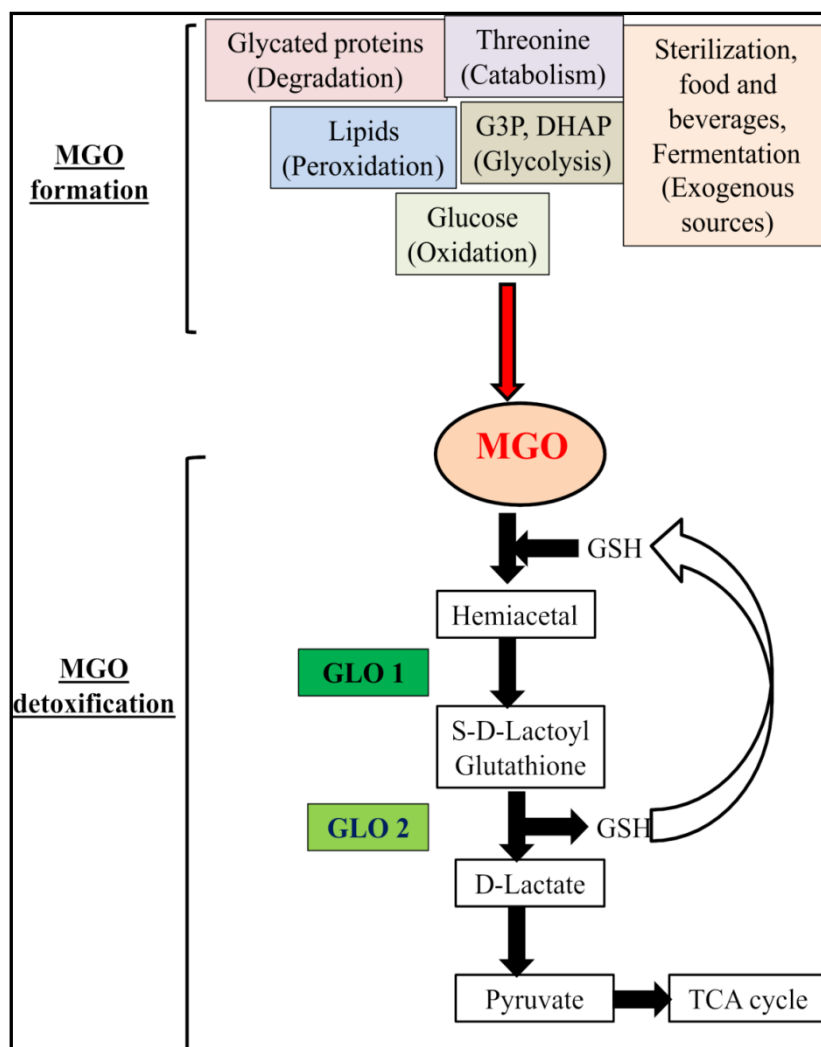 MGO
formation
Glycated proteins
(Degradation)
Threonine
(Catabolism)
Sterilization,
food and
beverages,
Fermentation
(Exogenous
sources)
Lipids
(Peroxidation)
G3P, DHAP
(Glycolysis)
Glucose
(Oxidation)
MGO
MGO
detoxification
GSH
Hemiacetal
GLO 1
S-D-Lactoyl
Glutathione
GLO 2
GSH
D-Lactate
Pyruvate
TCA cycle